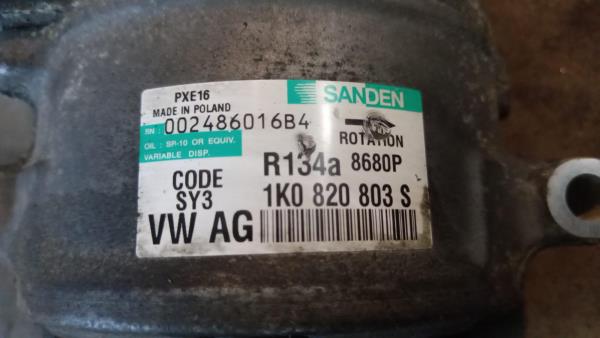 PXE16
MADE IN POLAND
SANDEN
SN: 002486016B4
ROTATION
OIL: SP-10 OR EQUIV.
VARIABLE DISP.
R134a 8680P
CODE
SY3
1K0 820 803 S
VW AG